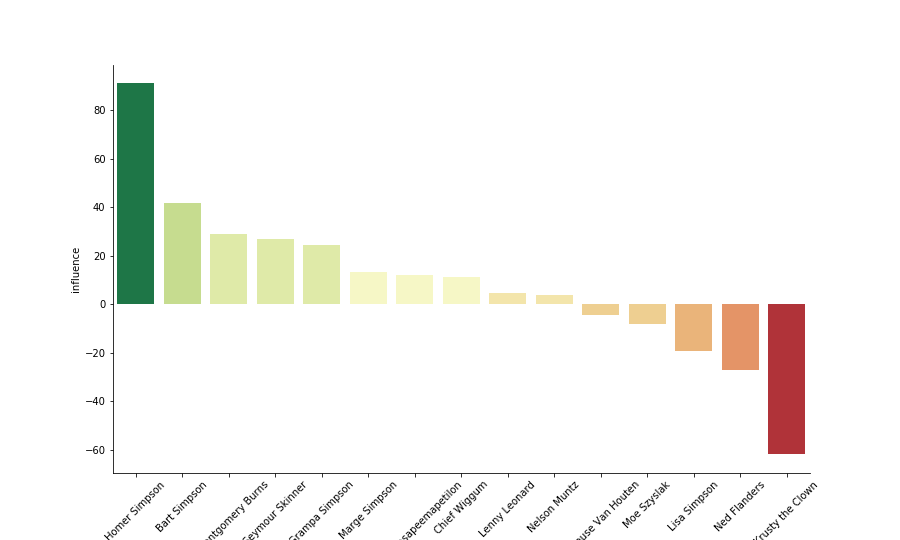 80
60
40
20
0
−20
−40
−60
influence
Homer Simpson
Bart Simpson
ntgomery Burns
Seymour Skinner
Grampa Simpson
Marge Simpson
sapeemapetilon
Chief Wiggum
Lenny Leonard
Nelson Muntz
use Van Houten
Moe Szyslak
Lisa Simpson
Ned Flanders
Krusty the Clown